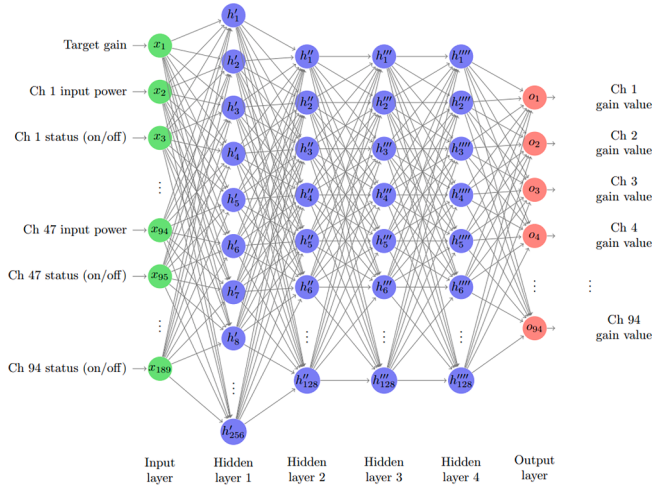 Target gain
Ch 1 input power
Ch 1 status (on/off)
Ch 47 input power
Ch 47 status (on/off)
Ch 94 status (on/off)
x₁
x₂
x₃
x₉₄
x₉₅
x₁₈₉
h′₁
h′₂
h′₃
h′₄
h′₅
h′₆
h′₇
h′₈
h′₂₅₆
h″₁
h″₂
h″₃
h″₄
h″₅
h″₆
h″₁₂₈
h‴₁
h‴₂
h‴₃
h‴₄
h‴₅
h‴₆
h‴₁₂₈
h⁗₁
h⁗₂
h⁗₃
h⁗₄
h⁗₅
h⁗₆
h⁗₁₂₈
o₁
o₂
o₃
o₄
o₉₄
Ch 1
gain value
Ch 2
gain value
Ch 3
gain value
Ch 4
gain value
Ch 94
gain value
Input
layer
Hidden
layer 1
Hidden
layer 2
Hidden
layer 3
Hidden
layer 4
Output
layer